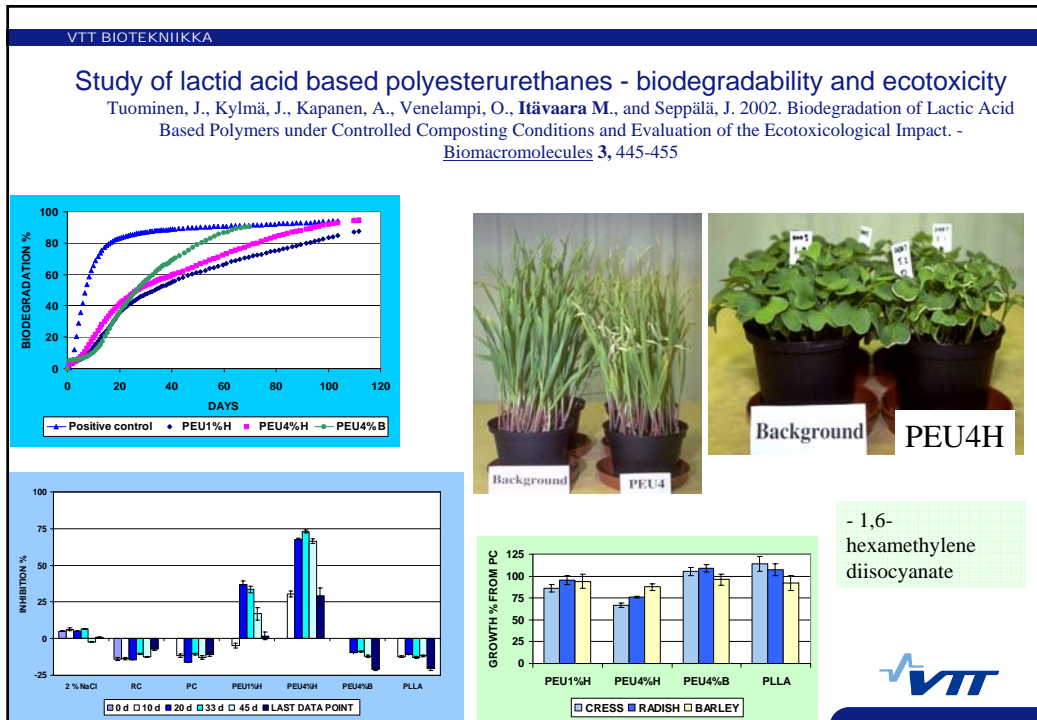 VTT BIOTEKNIIKKA
Study of lactid acid based polyesterurethanes - biodegradability and ecotoxicity
Tuominen, J., Kylmä, J., Kapanen, A., Venelampi, O., Itävaara M., and Seppälä, J. 2002. Biodegradation of Lactic Acid
Based Polymers under Controlled Composting Conditions and Evaluation of the Ecotoxicological Impact. -
Biomacromolecules 3, 445-455
BIODEGRADATION %
100
80
60
40
20
0
0 20 40 60 80 100 120
DAYS
Positive control PEU1%H PEU4%H PEU4%B
Background
PEU4
Background
PEU4H
INHIBITION %
100
75
50
25
0
-25
2 % NaCl RC PC PEU1%H PEU4%H PEU4%B PLLA
0 d 10 d 20 d 33 d 45 d LAST DATA POINT
GROWTH % FROM PC
125
100
75
50
25
0
PEU1%H PEU4%H PEU4%B PLLA
CRESS RADISH BARLEY
- 1,6-
hexamethylene
diisocyanate
VTT